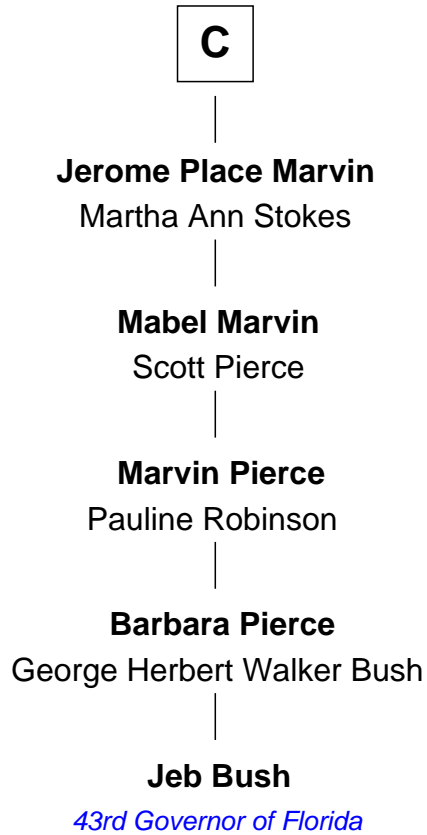 C
Jerome Place Marvin
Martha Ann Stokes
Mabel Marvin
Scott Pierce
Marvin Pierce
Pauline Robinson
Barbara Pierce
George Herbert Walker Bush
Jeb Bush
43rd Governor of Florida